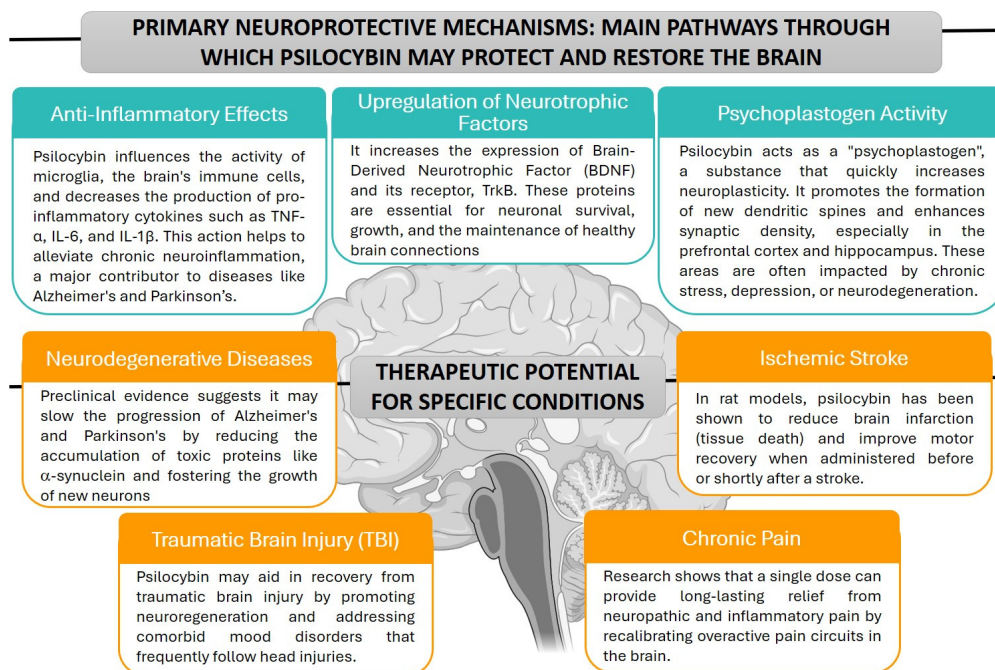 PRIMARY NEUROPROTECTIVE MECHANISMS: MAIN PATHWAYS THROUGH
WHICH PSILOCYBIN MAY PROTECT AND RESTORE THE BRAIN
Anti-Inflammatory Effects
Psilocybin influences the activity of
microglia, the brain's immune cells,
and decreases the production of pro-
inflammatory cytokines such as TNF-
α, IL-6, and IL-1β. This action helps to
alleviate chronic neuroinflammation,
a major contributor to diseases like
Alzheimer's and Parkinson's.
Upregulation of Neurotrophic
Factors
It increases the expression of Brain-
Derived Neurotrophic Factor (BDNF)
and its receptor, TrkB. These proteins
are essential for neuronal survival,
growth, and the maintenance of healthy
brain connections
Psychoplastogen Activity
Psilocybin acts as a "psychoplastogen",
a substance that quickly increases
neuroplasticity. It promotes the formation
of new dendritic spines and enhances
synaptic density, especially in the
prefrontal cortex and hippocampus. These
areas are often impacted by chronic
stress, depression, or neurodegeneration.
THERAPEUTIC POTENTIAL
FOR SPECIFIC CONDITIONS
Neurodegenerative Diseases
Preclinical evidence suggests it may
slow the progression of Alzheimer's
and Parkinson's by reducing the
accumulation of toxic proteins like
α-synuclein and fostering the growth
of new neurons
Ischemic Stroke
In rat models, psilocybin has been
shown to reduce brain infarction
(tissue death) and improve motor
recovery when administered before
or shortly after a stroke.
Traumatic Brain Injury (TBI)
Psilocybin may aid in recovery from
traumatic brain injury by promoting
neuroregeneration and addressing
comorbid mood disorders that
frequently follow head injuries.
Chronic Pain
Research shows that a single dose can
provide long-lasting relief from
neuropathic and inflammatory pain by
recalibrating overactive pain circuits in
the brain.